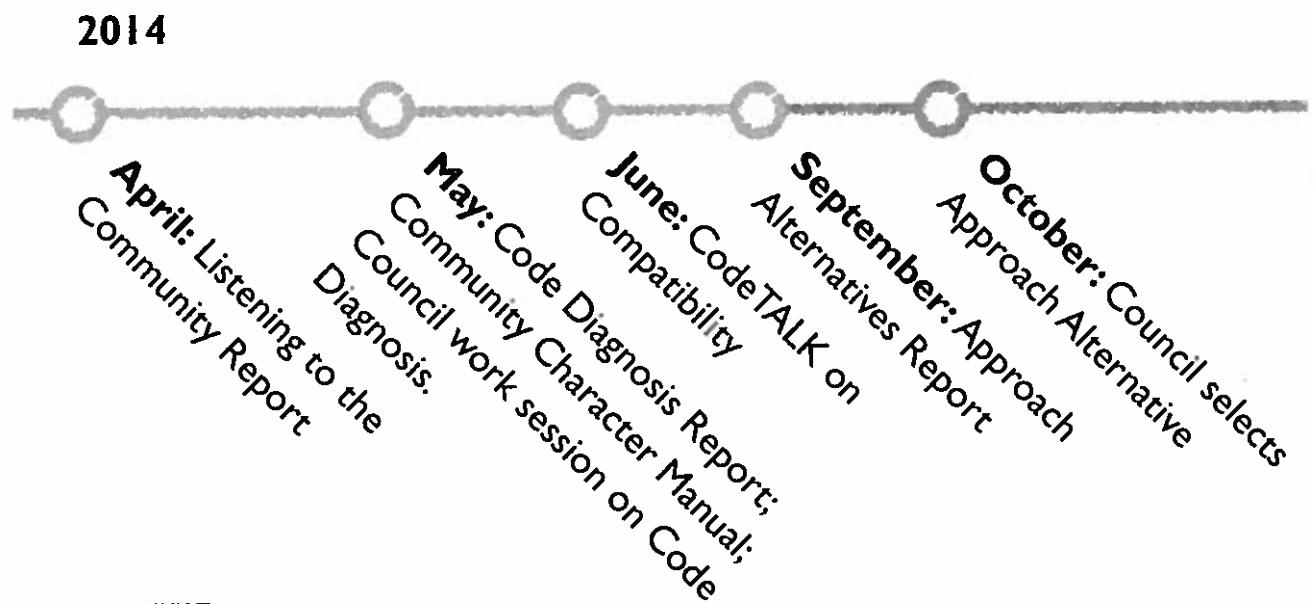 2014
April: Listening to the
Community Report
May: Code Diagnosis Report;
Community Character Manual;
Council work session on Code
Diagnosis.
June: CodeTALK on
Compatibility
September: Approach
Alternatives Report
October: Council selects
Approach Alternative